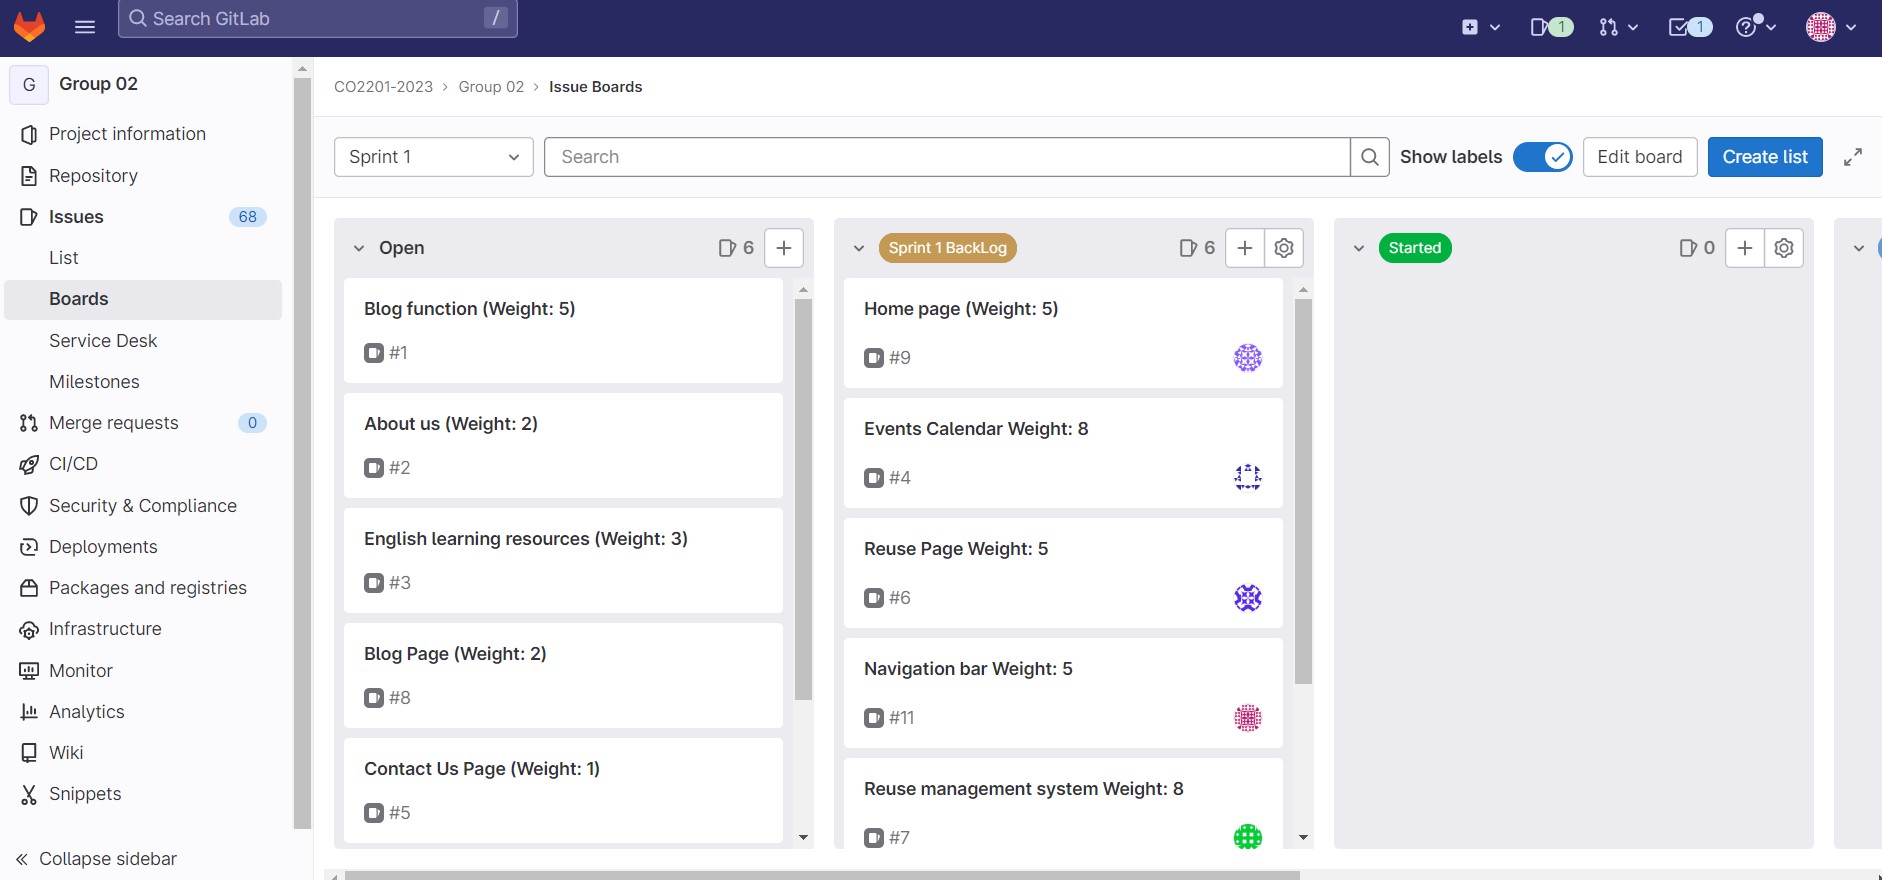 Search GitLab
/
1
1
G
Group 02
Project information
Repository
Issues
68
List
Boards
Service Desk
Milestones
Merge requests
0
CI/CD
Security & Compliance
Deployments
Packages and registries
Infrastructure
Monitor
Analytics
Wiki
Snippets
Collapse sidebar
CO2201-2023 › Group 02 › Issue Boards
Sprint 1
Search
Show labels
Edit board
Create list
Open
6
Blog function (Weight: 5)
#1
About us (Weight: 2)
#2
English learning resources (Weight: 3)
#3
Blog Page (Weight: 2)
#8
Contact Us Page (Weight: 1)
#5
Sprint 1 BackLog
6
Home page (Weight: 5)
#9
Events Calendar Weight: 8
#4
Reuse Page Weight: 5
#6
Navigation bar Weight: 5
#11
Reuse management system Weight: 8
#7
Started
0